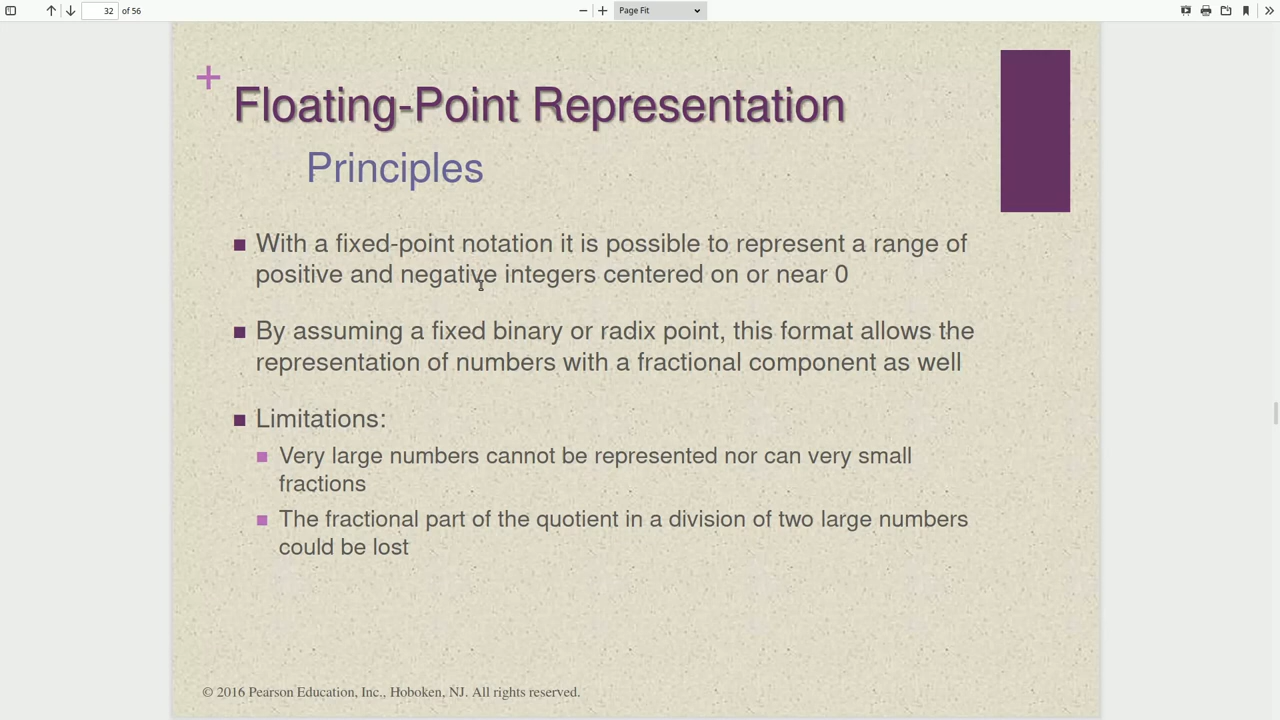 32 of 56 Page Fit
+
Floating-Point Representation
Principles
With a fixed-point notation it is possible to represent a range of
positive and negative integers centered on or near 0
By assuming a fixed binary or radix point, this format allows the
representation of numbers with a fractional component as well
Limitations:
Very large numbers cannot be represented nor can very small
fractions
The fractional part of the quotient in a division of two large numbers
could be lost
© 2016 Pearson Education, Inc., Hoboken, NJ. All rights reserved.